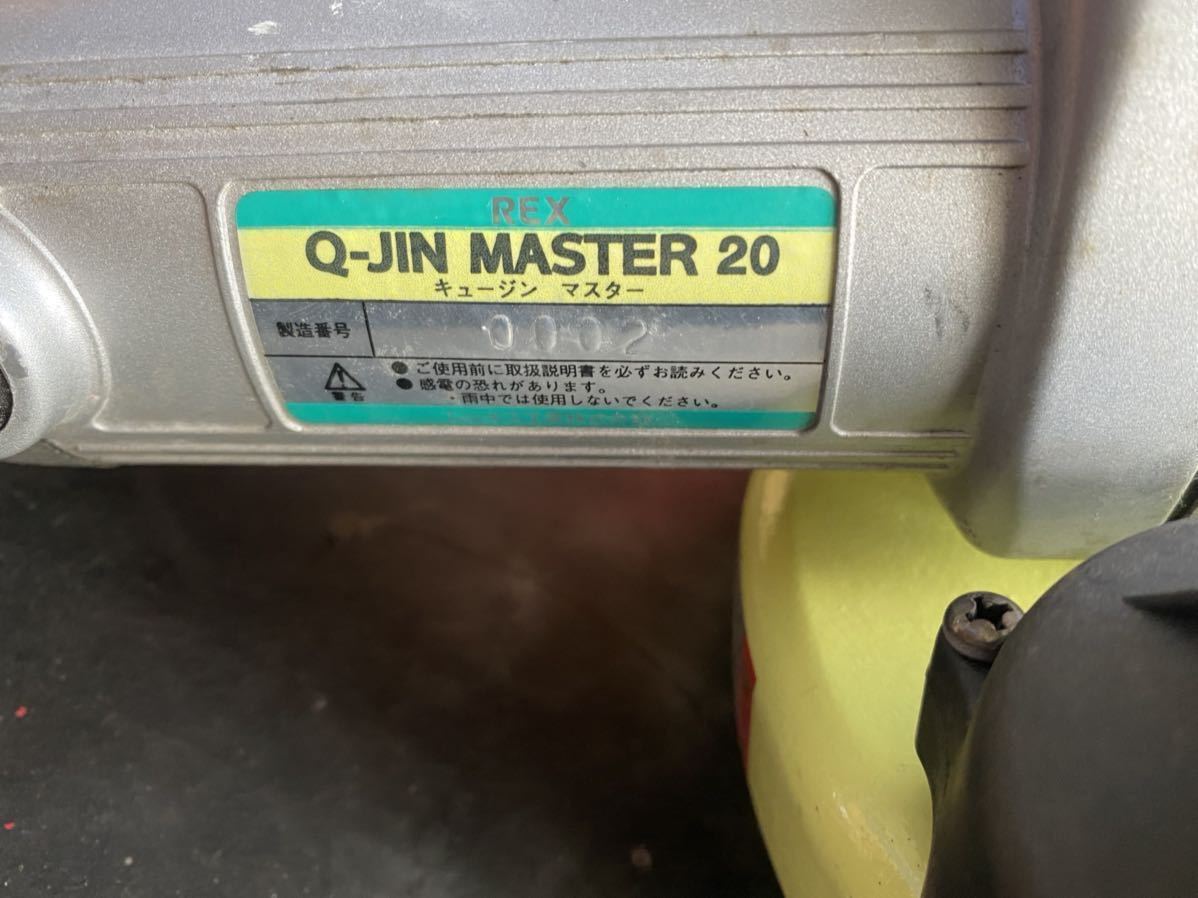 REX
Q-JIN MASTER 20
キュージン マスター
製造番号 0002
● ご使用前に取扱説明書を必ずお読みください。
● 感電の恐れがあります。
警告
・雨中では使用しないでください。